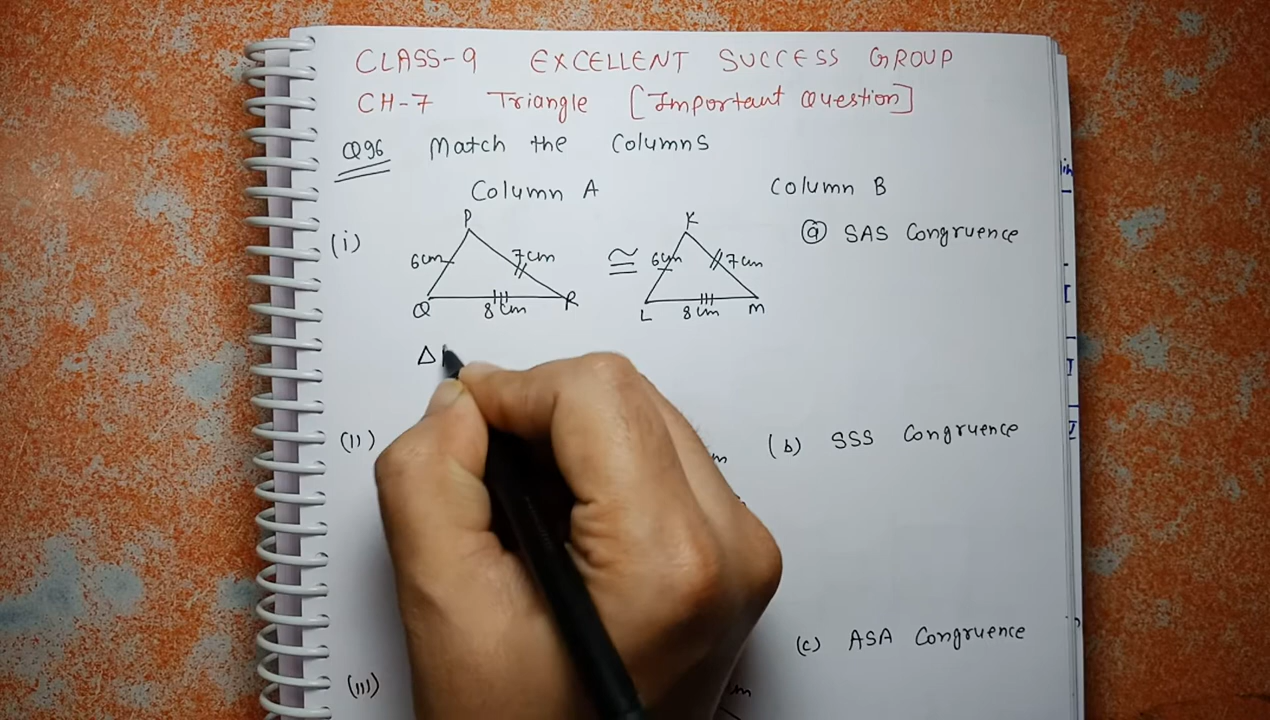 CLASS-9 EXCELLENT SUCCESS GROUP
CH-7 Triangle [Important Question]
Q96 Match the Columns
Column A Column B
(i) P 6cm 7cm Q 8cm R ≅ K 6cm 7cm L 8cm M ⓐ SAS Congruence
Δ
(ii) m (b) SSS Congruence
(c) ASA Congruence
(iii) m